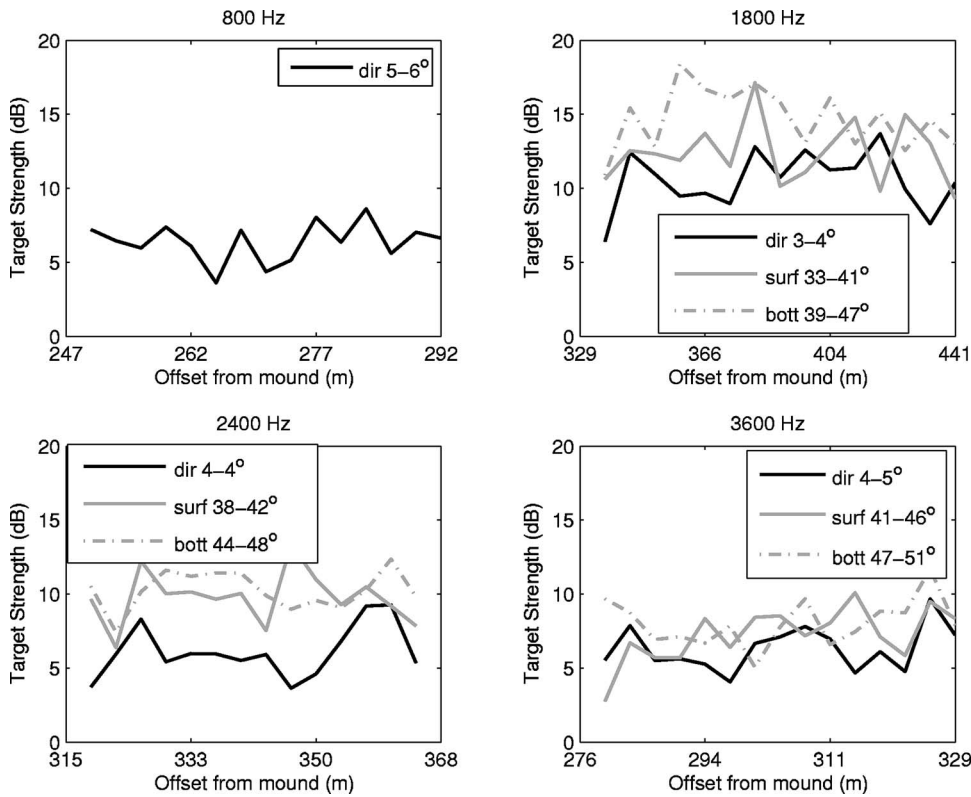 800 Hz
20
15
10
5
0
Target Strength (dB)
dir 5–6°
247 262 277 292
Offset from mound (m)
1800 Hz
20
15
10
5
0
Target Strength (dB)
dir 3–4°
surf 33–41°
bott 39–47°
329 366 404 441
Offset from mound (m)
2400 Hz
20
15
10
5
0
Target Strength (dB)
dir 4–4°
surf 38–42°
bott 44–48°
315 333 350 368
Offset from mound (m)
3600 Hz
20
15
10
5
0
Target Strength (dB)
dir 4–5°
surf 41–46°
bott 47–51°
276 294 311 329
Offset from mound (m)